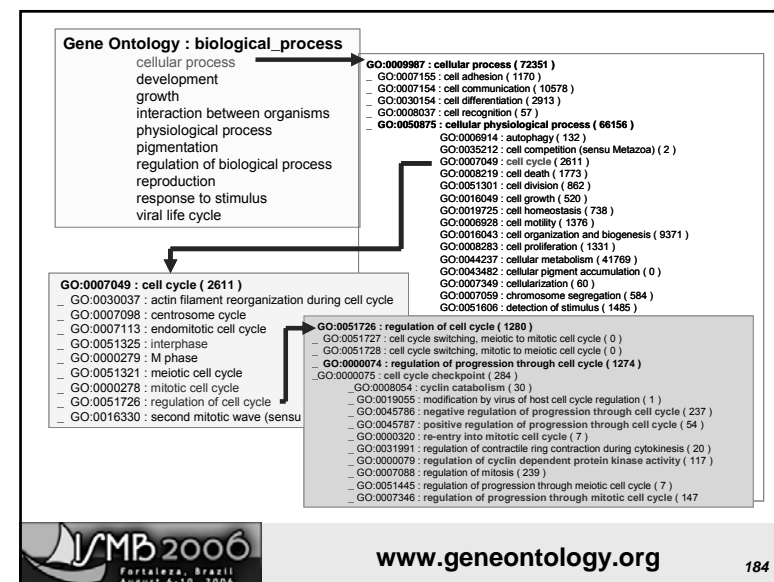 Gene Ontology : biological_process
cellular process
development
growth
interaction between organisms
physiological process
pigmentation
regulation of biological process
reproduction
response to stimulus
viral life cycle
GO:0009987 : cellular process ( 72351 )
_ GO:0007155 : cell adhesion ( 1170 )
_ GO:0007154 : cell communication ( 10578 )
_ GO:0030154 : cell differentiation ( 2913 )
_ GO:0008037 : cell recognition ( 57 )
_ GO:0050875 : cellular physiological process ( 66156 )
GO:0006914 : autophagy ( 132 )
GO:0035212 : cell competition (sensu Metazoa) ( 2 )
GO:0007049 : cell cycle ( 2611 )
GO:0008219 : cell death ( 1773 )
GO:0051301 : cell division ( 862 )
GO:0016049 : cell growth ( 520 )
GO:0019725 : cell homeostasis ( 738 )
GO:0006928 : cell motility ( 1376 )
GO:0016043 : cell organization and biogenesis ( 9371 )
GO:0008283 : cell proliferation ( 1331 )
GO:0044237 : cellular metabolism ( 41769 )
GO:0043482 : cellular pigment accumulation ( 0 )
GO:0007349 : cellularization ( 60 )
GO:0007059 : chromosome segregation ( 584 )
GO:0051606 : detection of stimulus ( 1485 )
GO:0007049 : cell cycle ( 2611 )
_ GO:0030037 : actin filament reorganization during cell cycle
_ GO:0007098 : centrosome cycle
_ GO:0007113 : endomitotic cell cycle
_ GO:0051325 : interphase
_ GO:0000279 : M phase
_ GO:0051321 : meiotic cell cycle
_ GO:0000278 : mitotic cell cycle
_ GO:0051726 : regulation of cell cycle
_ GO:0016330 : second mitotic wave (sensu
GO:0051726 : regulation of cell cycle ( 1280 )
_ GO:0051727 : cell cycle switching, meiotic to mitotic cell cycle ( 0 )
_ GO:0051728 : cell cycle switching, mitotic to meiotic cell cycle ( 0 )
_ GO:0000074 : regulation of progression through cell cycle ( 1274 )
_GO:0000075 : cell cycle checkpoint ( 284 )
_ GO:0008054 : cyclin catabolism ( 30 )
_ GO:0019055 : modification by virus of host cell cycle regulation ( 1 )
_ GO:0045786 : negative regulation of progression through cell cycle ( 237 )
_ GO:0045787 : positive regulation of progression through cell cycle ( 54 )
_ GO:0000320 : re-entry into mitotic cell cycle ( 7 )
_ GO:0031991 : regulation of contractile ring contraction during cytokinesis ( 20 )
_ GO:0000079 : regulation of cyclin dependent protein kinase activity ( 117 )
_ GO:0007088 : regulation of mitosis ( 239 )
_ GO:0051445 : regulation of progression through meiotic cell cycle ( 7 )
_ GO:0007346 : regulation of progression through mitotic cell cycle ( 147
ISMB 2006
Fortaleza, Brazil
August 6-10, 2006
www.geneontology.org
184